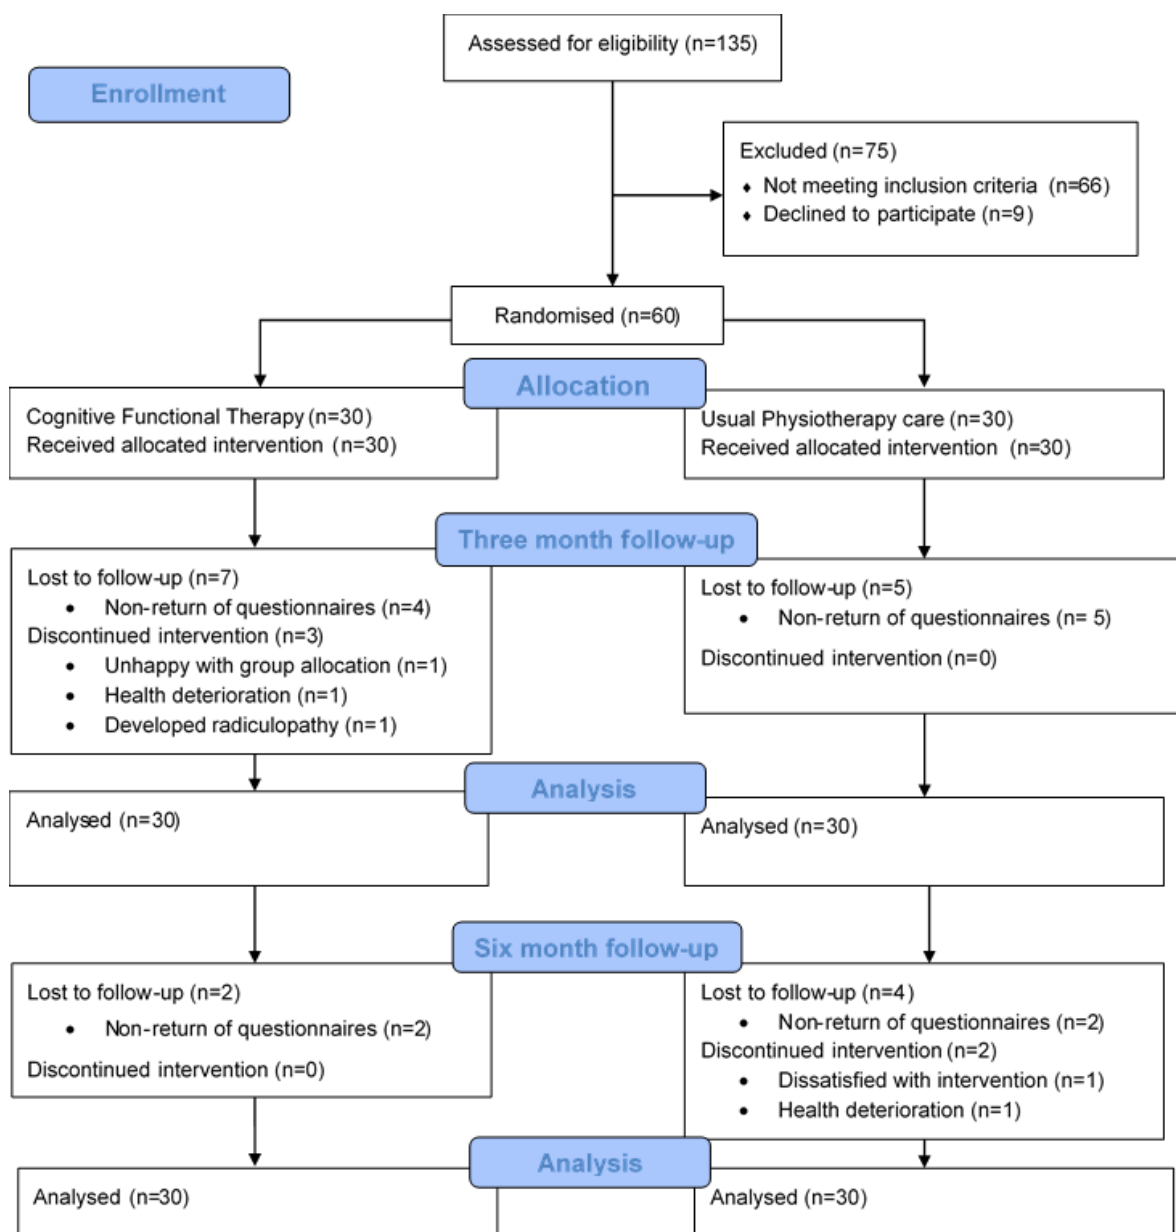 Assessed for eligibility (n=135)
Enrollment
Excluded (n=75)
♦ Not meeting inclusion criteria (n=66)
♦ Declined to participate (n=9)
Randomised (n=60)
Allocation
Cognitive Functional Therapy (n=30)
Received allocated intervention (n=30)
Usual Physiotherapy care (n=30)
Received allocated intervention (n=30)
Three month follow-up
Lost to follow-up (n=7)
• Non-return of questionnaires (n=4)
Discontinued intervention (n=3)
• Unhappy with group allocation (n=1)
• Health deterioration (n=1)
• Developed radiculopathy (n=1)
Lost to follow-up (n=5)
• Non-return of questionnaires (n= 5)
Discontinued intervention (n=0)
Analysis
Analysed (n=30)
Analysed (n=30)
Six month follow-up
Lost to follow-up (n=2)
• Non-return of questionnaires (n=2)
Discontinued intervention (n=0)
Lost to follow-up (n=4)
• Non-return of questionnaires (n=2)
Discontinued intervention (n=2)
• Dissatisfied with intervention (n=1)
• Health deterioration (n=1)
Analysis
Analysed (n=30)
Analysed (n=30)